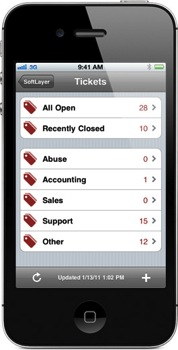 3G 9:41 AM
SoftLayer Tickets
All Open 28
Recently Closed 10
Abuse 0
Accounting 1
Sales 0
Support 15
Other 12
Updated 1/13/11 1:02 PM